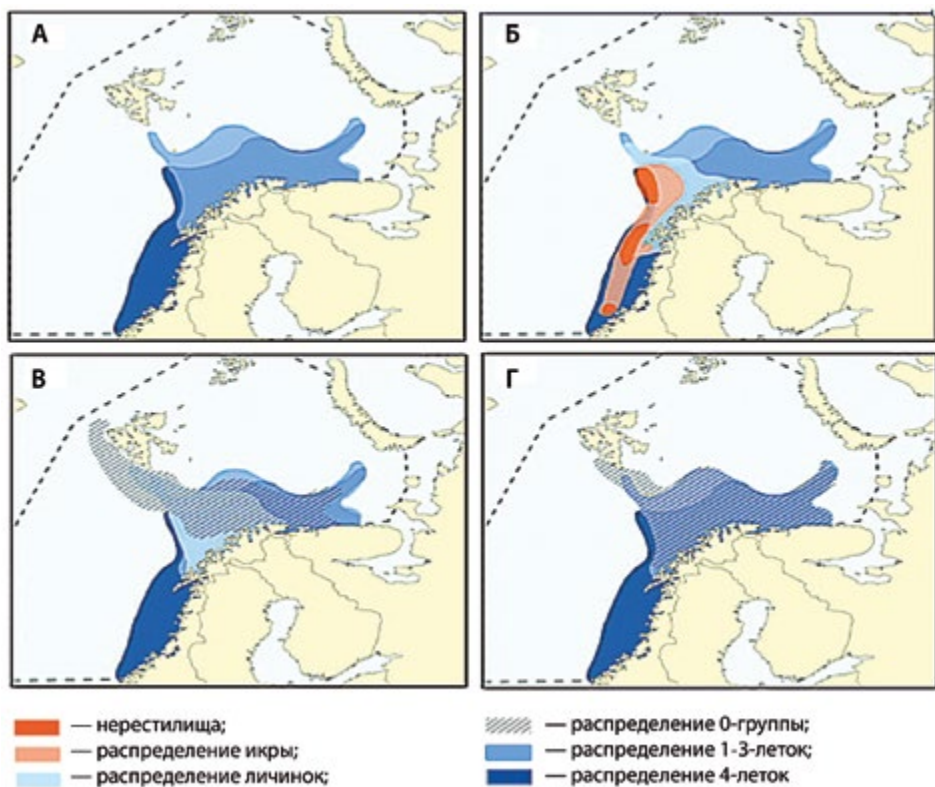 А
Б
В
Г
— нерестилища;
— распределение икры;
— распределение личинок;
— распределение 0-группы;
— распределение 1-3-леток;
— распределение 4-леток